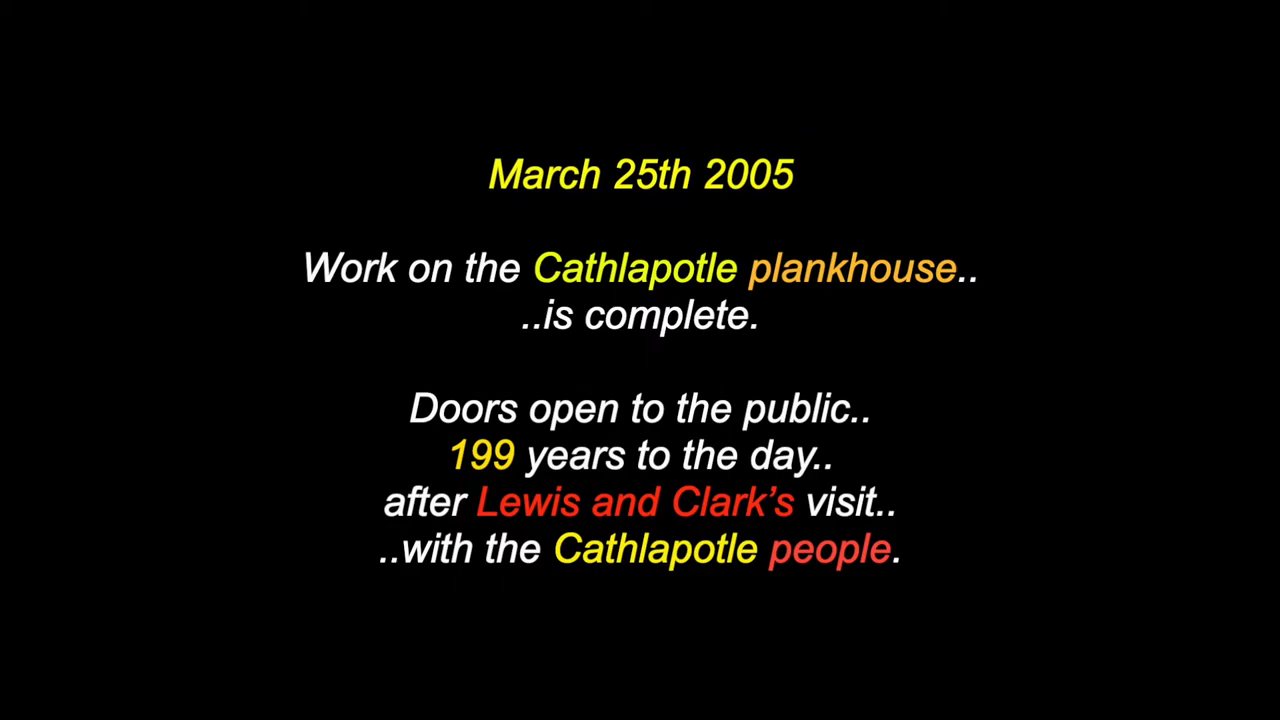 March 25th 2005
Work on the Cathlapotle plankhouse..
..is complete.
Doors open to the public..
199 years to the day..
after Lewis and Clark’s visit..
..with the Cathlapotle people.